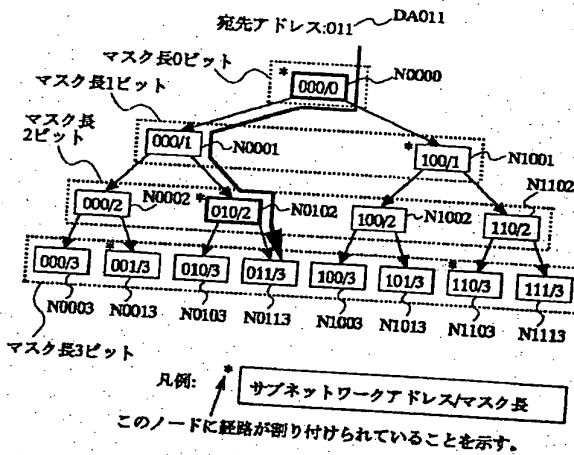 宛先アドレス:011
DA011
マスク長0ビット
* 000/0
N0000
マスク長1ビット
000/1
N0001
* 100/1
N1001
マスク長
2ビット
000/2
N0002
* 010/2
N0102
100/2
N1002
110/2
N1102
000/3
* 001/3
010/3
011/3
100/3
101/3
* 110/3
111/3
N0003
N0013
N0103
N0113
N1003
N1013
N1103
N1113
マスク長3ビット
凡例:
* サブネットワークアドレス/マスク長
このノードに経路が割り付けられていることを示す。